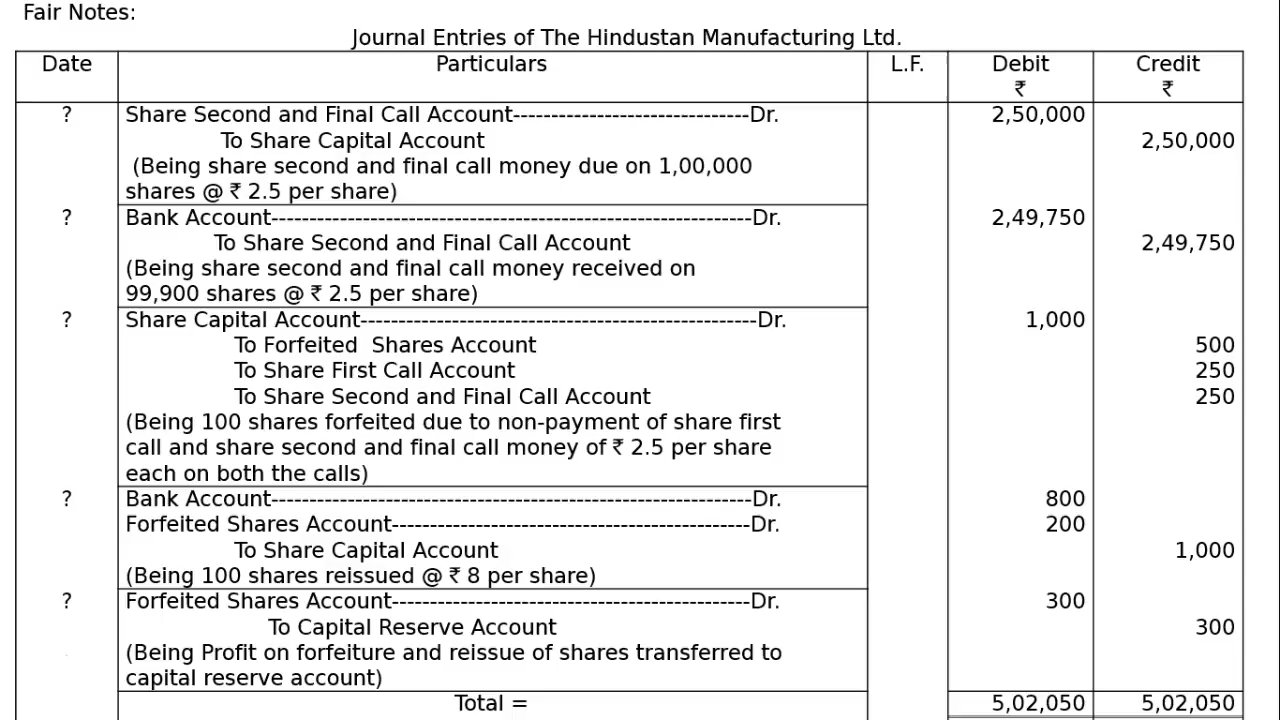 Fair Notes:
Journal Entries of The Hindustan Manufacturing Ltd.
Date Particulars L.F. Debit Credit
₹ ₹
? Share Second and Final Call Account-------------------------------Dr. 2,50,000
To Share Capital Account 2,50,000
(Being share second and final call money due on 1,00,000
shares @ ₹ 2.5 per share)
? Bank Account---------------------------------------------------------------Dr. 2,49,750
To Share Second and Final Call Account 2,49,750
(Being share second and final call money received on
99,900 shares @ ₹ 2.5 per share)
? Share Capital Account----------------------------------------------------Dr. 1,000
To Forfeited  Shares Account 500
To Share First Call Account 250
To Share Second and Final Call Account 250
(Being 100 shares forfeited due to non-payment of share first
call and share second and final call money of ₹ 2.5 per share
each on both the calls)
? Bank Account---------------------------------------------------------------Dr. 800
Forfeited Shares Account-----------------------------------------------Dr. 200
To Share Capital Account 1,000
(Being 100 shares reissued @ ₹ 8 per share)
? Forfeited Shares Account-----------------------------------------------Dr. 300
To Capital Reserve Account 300
(Being Profit on forfeiture and reissue of shares transferred to
capital reserve account)
Total = 5,02,050 5,02,050